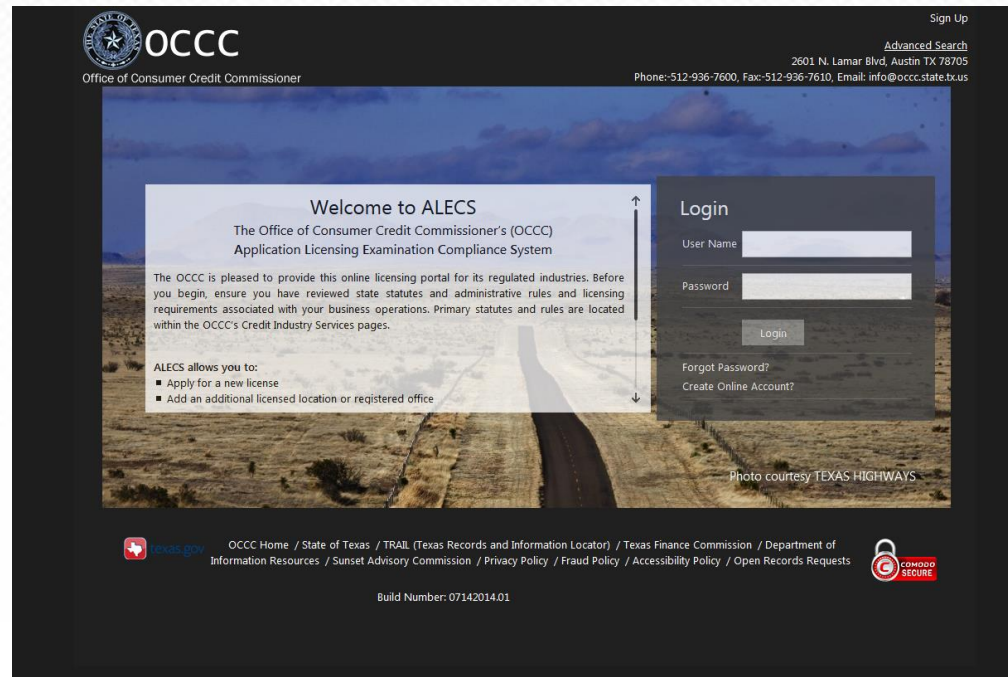 Sign Up
OCCC
Advanced Search
2601 N. Lamar Blvd, Austin TX 78705
Office of Consumer Credit Commissioner
Phone:-512-936-7600, Fax:-512-936-7610, Email: info@occc.state.tx.us
Welcome to ALECS
The Office of Consumer Credit Commissioner's (OCCC)
Application Licensing Examination Compliance System
The OCCC is pleased to provide this online licensing portal for its regulated industries. Before
you begin, ensure you have reviewed state statutes and administrative rules and licensing
requirements associated with your business operations. Primary statutes and rules are located
within the OCCC's Credit Industry Services pages.
ALECS allows you to:
■ Apply for a new license
■ Add an additional licensed location or registered office
Login
User Name
Password
Login
Forgot Password?
Create Online Account?
Photo courtesy TEXAS HIGHWAYS
texas.gov
OCCC Home / State of Texas / TRAIL (Texas Records and Information Locator) / Texas Finance Commission / Department of
Information Resources / Sunset Advisory Commission / Privacy Policy / Fraud Policy / Accessibility Policy / Open Records Requests
COMODO
SECURE
Build Number: 07142014.01